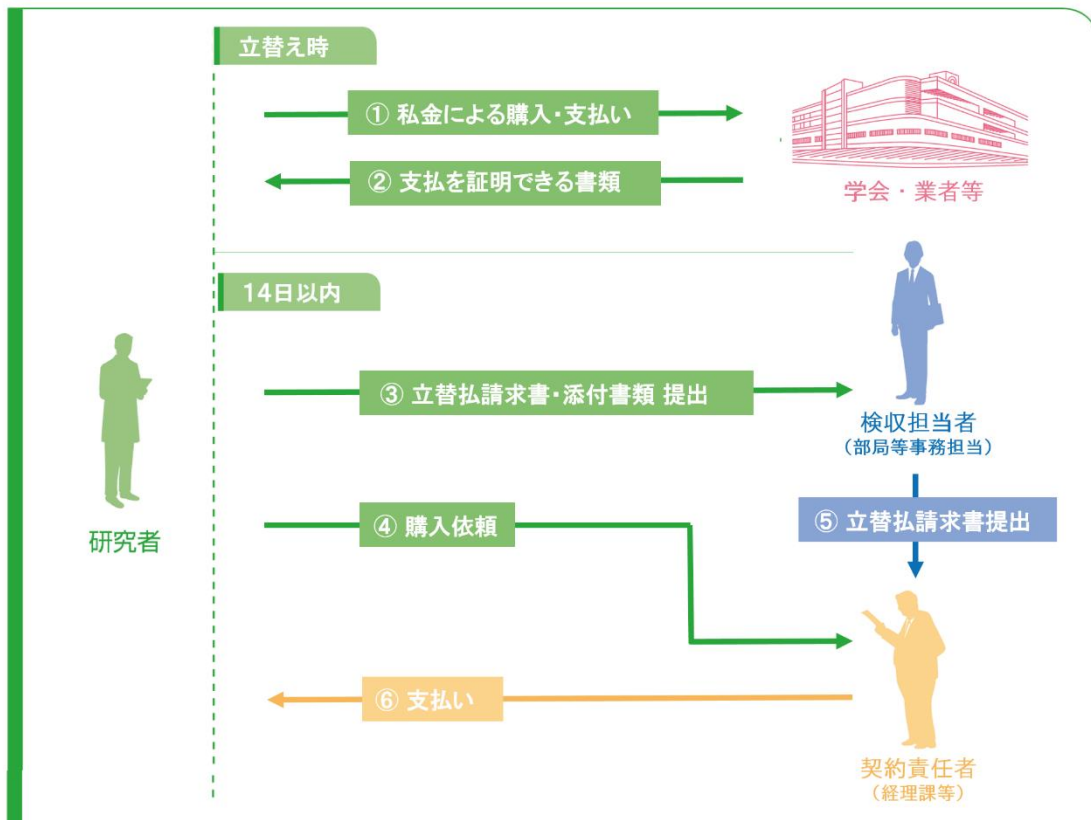 立替え時
① 私金による購入・支払い
② 支払を証明できる書類
学会・業者等
14日以内
③ 立替払請求書・添付書類 提出
検収担当者
（部局等事務担当）
④ 購入依頼
⑤ 立替払請求書提出
研究者
⑥ 支払い
契約責任者
（経理課等）